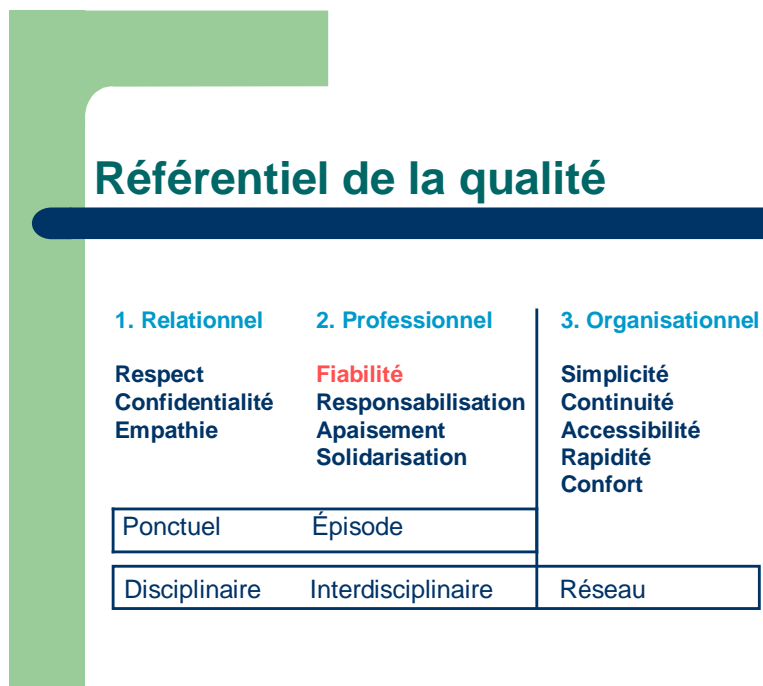 Référentiel de la qualité
1. Relationnel 2. Professionnel 3. Organisationnel
Respect Fiabilité Simplicité
Confidentialité Responsabilisation Continuité
Empathie Apaisement Accessibilité
Solidarisation Rapidité
Confort
Ponctuel Épisode
Disciplinaire Interdisciplinaire Réseau